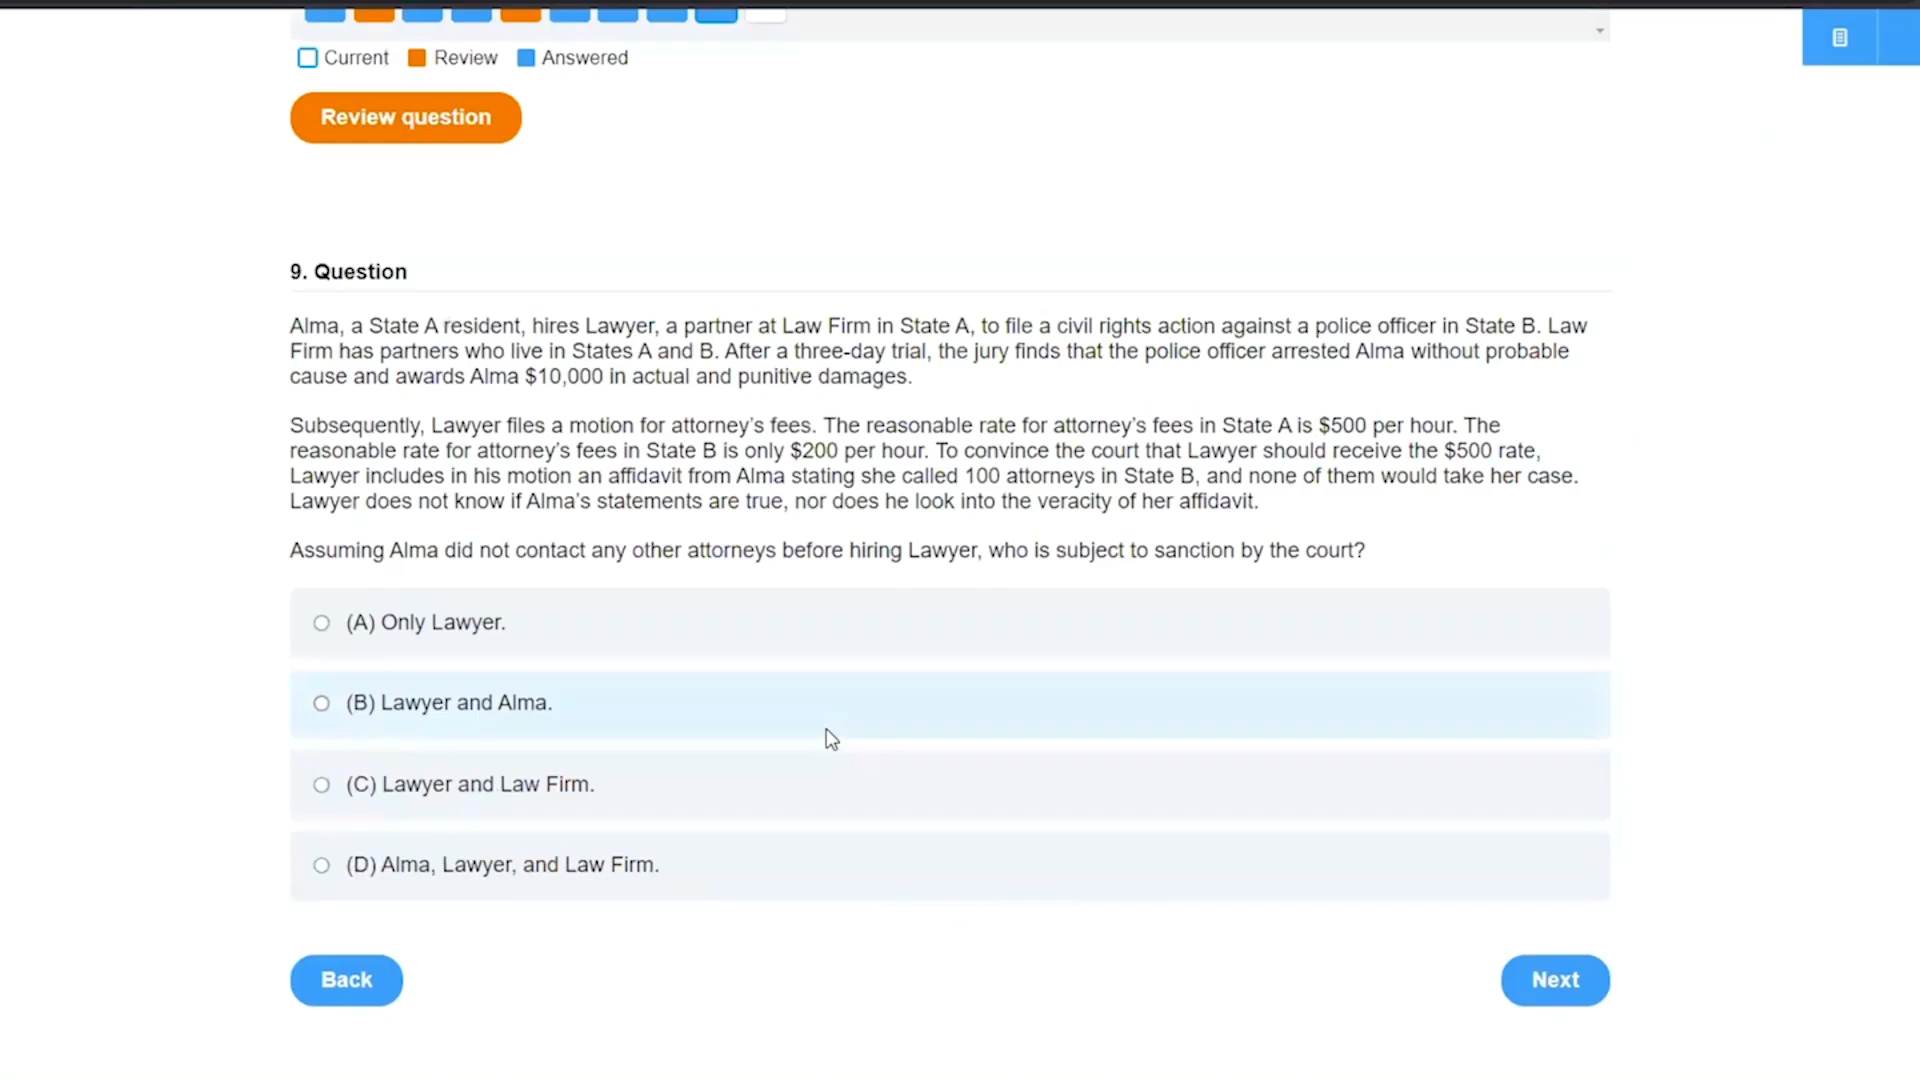 Current Review Answered
Review question
9. Question
Alma, a State A resident, hires Lawyer, a partner at Law Firm in State A, to file a civil rights action against a police officer in State B. Law
Firm has partners who live in States A and B. After a three-day trial, the jury finds that the police officer arrested Alma without probable
cause and awards Alma $10,000 in actual and punitive damages.
Subsequently, Lawyer files a motion for attorney’s fees. The reasonable rate for attorney’s fees in State A is $500 per hour. The
reasonable rate for attorney’s fees in State B is only $200 per hour. To convince the court that Lawyer should receive the $500 rate,
Lawyer includes in his motion an affidavit from Alma stating she called 100 attorneys in State B, and none of them would take her case.
Lawyer does not know if Alma’s statements are true, nor does he look into the veracity of her affidavit.
Assuming Alma did not contact any other attorneys before hiring Lawyer, who is subject to sanction by the court?
(A) Only Lawyer.
(B) Lawyer and Alma.
(C) Lawyer and Law Firm.
(D) Alma, Lawyer, and Law Firm.
Back
Next